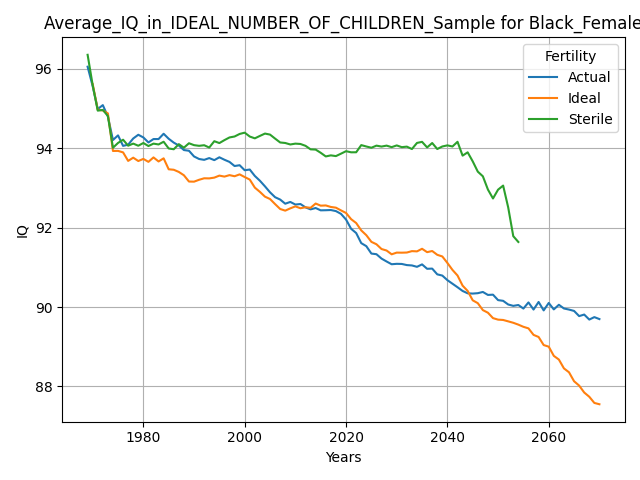 Average_IQ_in_IDEAL_NUMBER_OF_CHILDREN_Sample for Black_Female
Fertility
Actual
Ideal
Sterile
96
94
92
90
88
IQ
1980
2000
2020
2040
2060
Years